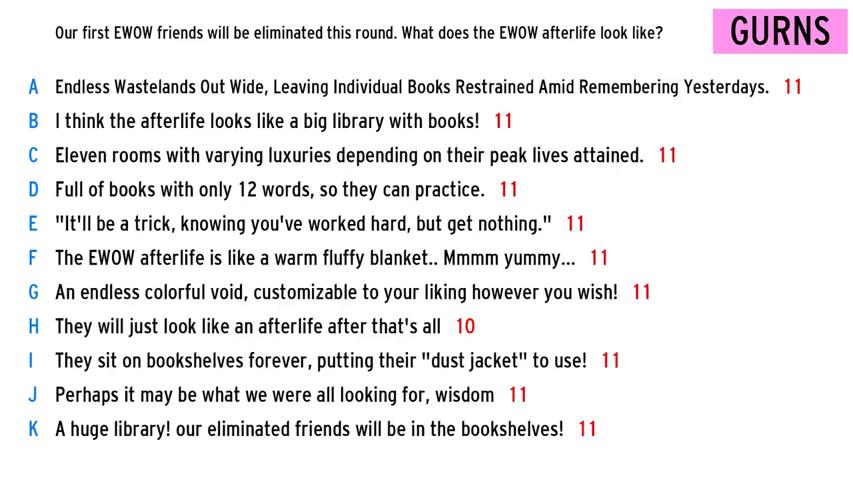 Our first EWOW friends will be eliminated this round. What does the EWOW afterlife look like?
GURNS
A Endless Wastelands Out Wide, Leaving Individual Books Restrained Amid Remembering Yesterdays. 11
B I think the afterlife looks like a big library with books! 11
C Eleven rooms with varying luxuries depending on their peak lives attained. 11
D Full of books with only 12 words, so they can practice. 11
E "It'll be a trick, knowing you've worked hard, but get nothing." 11
F The EWOW afterlife is like a warm fluffy blanket.. Mmmm yummy... 11
G An endless colorful void, customizable to your liking however you wish! 11
H They will just look like an afterlife after that's all 10
I They sit on bookshelves forever, putting their "dust jacket" to use! 11
J Perhaps it may be what we were all looking for, wisdom 11
K A huge library! our eliminated friends will be in the bookshelves! 11